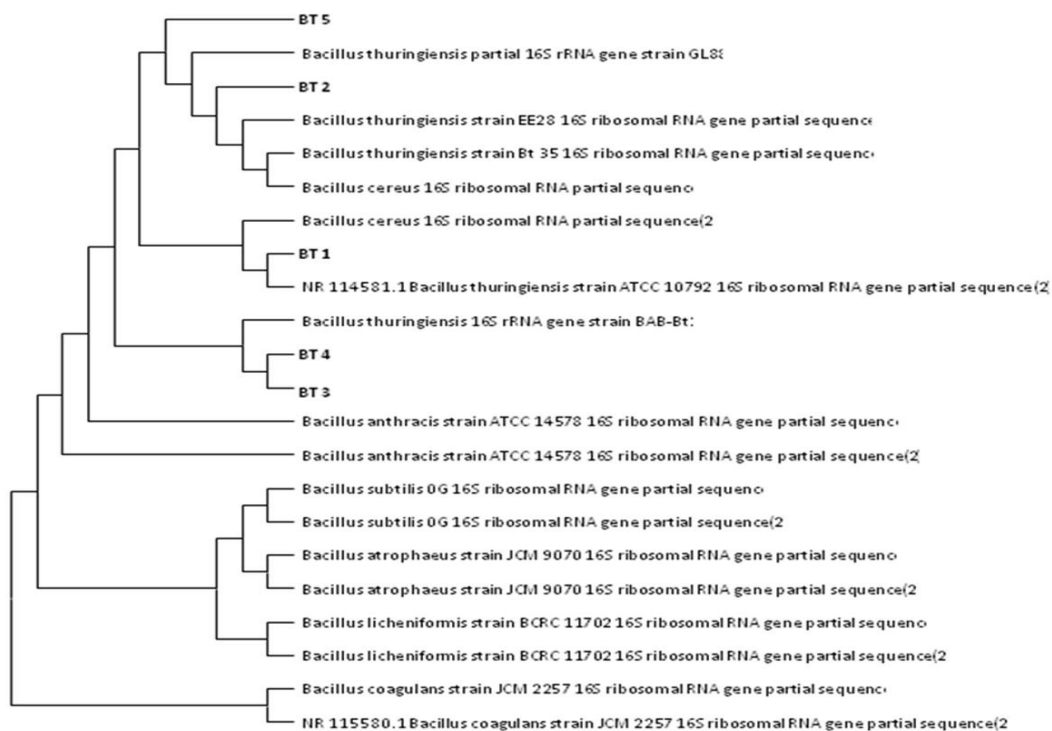 BT 5
Bacillus thuringiensis partial 16S rRNA gene strain GL88
BT 2
Bacillus thuringiensis strain EE28 16S ribosomal RNA gene partial sequenc
Bacillus thuringiensis strain Bt 35 16S ribosomal RNA gene partial sequenc
Bacillus cereus 16S ribosomal RNA partial sequenc
Bacillus cereus 16S ribosomal RNA partial sequence(2
BT 1
NR 114581.1 Bacillus thuringiensis strain ATCC 10792 16S ribosomal RNA gene partial sequence(2)
Bacillus thuringiensis 16S rRNA gene strain BAB-Bt
BT 4
BT 3
Bacillus anthracis strain ATCC 14578 16S ribosomal RNA gene partial sequenc
Bacillus anthracis strain ATCC 14578 16S ribosomal RNA gene partial sequence(2)
Bacillus subtilis 0G 16S ribosomal RNA gene partial sequenc
Bacillus subtilis 0G 16S ribosomal RNA gene partial sequence(2
Bacillus atrophaeus strain JCM 9070 16S ribosomal RNA gene partial sequenc
Bacillus atrophaeus strain JCM 9070 16S ribosomal RNA gene partial sequence(2
Bacillus licheniformis strain BCRC 11702 16S ribosomal RNA gene partial sequenc
Bacillus licheniformis strain BCRC 11702 16S ribosomal RNA gene partial sequence(2
Bacillus coagulans strain JCM 2257 16S ribosomal RNA gene partial sequenc
NR 115580.1 Bacillus coagulans strain JCM 2257 16S ribosomal RNA gene partial sequence(2